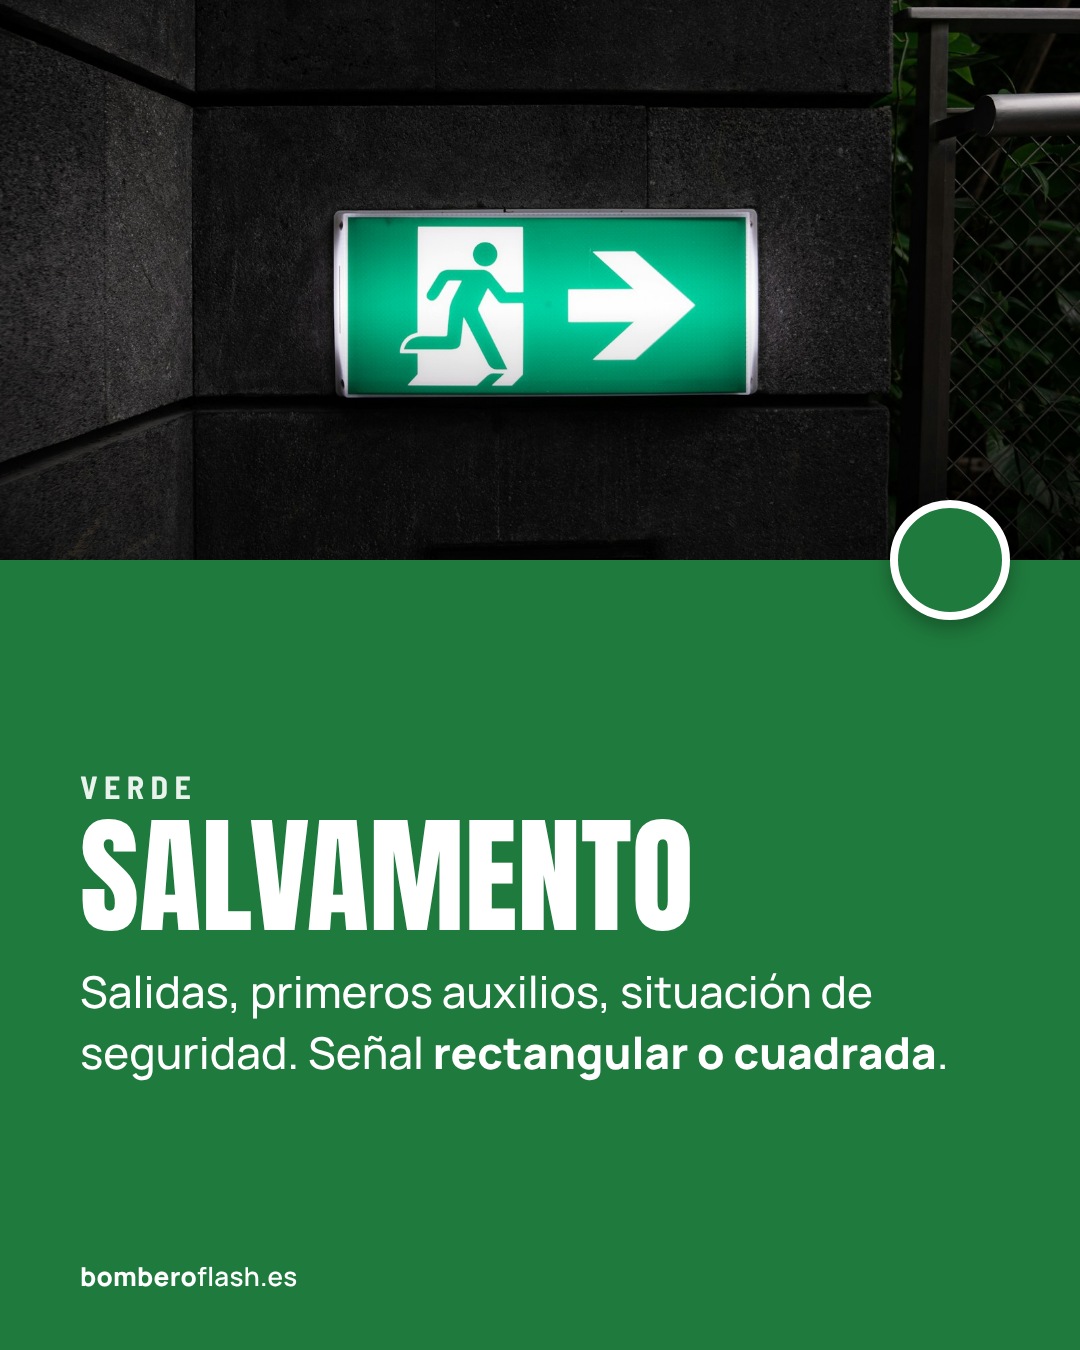 VERDE
SALVAMENTO
Salidas, primeros auxilios, situación de
seguridad. Señal rectangular o cuadrada.
bomberoflash.es